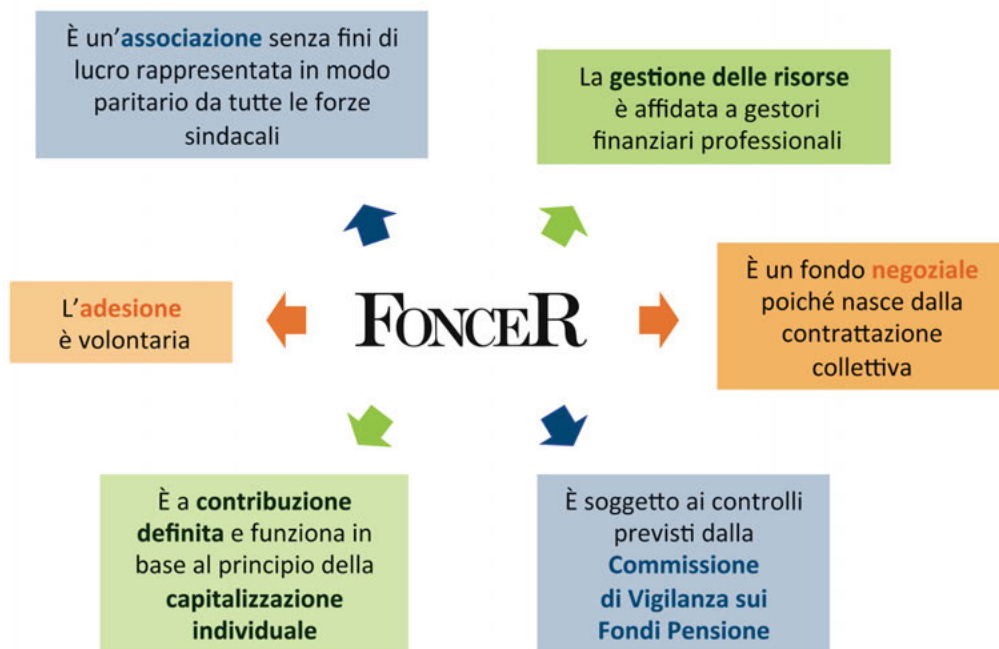 È un'associazione senza fini di
lucro rappresentata in modo
paritario da tutte le forze
sindacali
La gestione delle risorse
è affidata a gestori
finanziari professionali
L'adesione
è volontaria
FONCER
È un fondo negoziale
poiché nasce dalla
contrattazione
collettiva
È a contribuzione
definita e funziona in
base al principio della
capitalizzazione
individuale
È soggetto ai controlli
previsti dalla
Commissione
di Vigilanza sui
Fondi Pensione